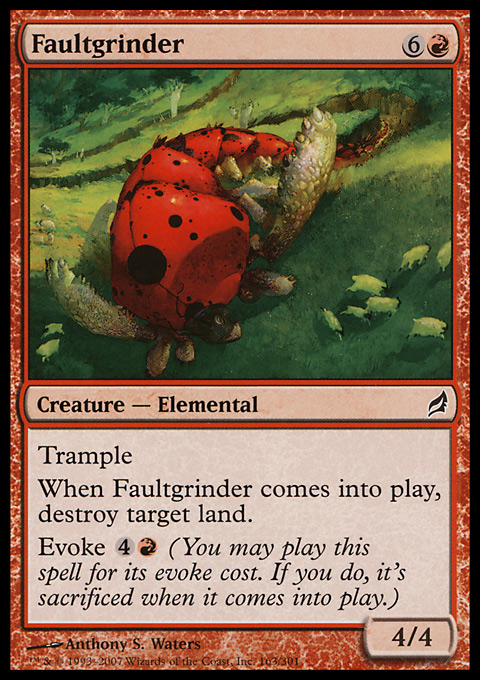 Faultgrinder 6
Creature — Elemental
Trample
When Faultgrinder comes into play,
destroy target land.
Evoke 4 (You may play this
spell for its evoke cost. If you do, it's
sacrificed when it comes into play.)
Anthony S. Waters
4/4
™ & © 1993–2007 Wizards of the Coast, Inc. 163/301